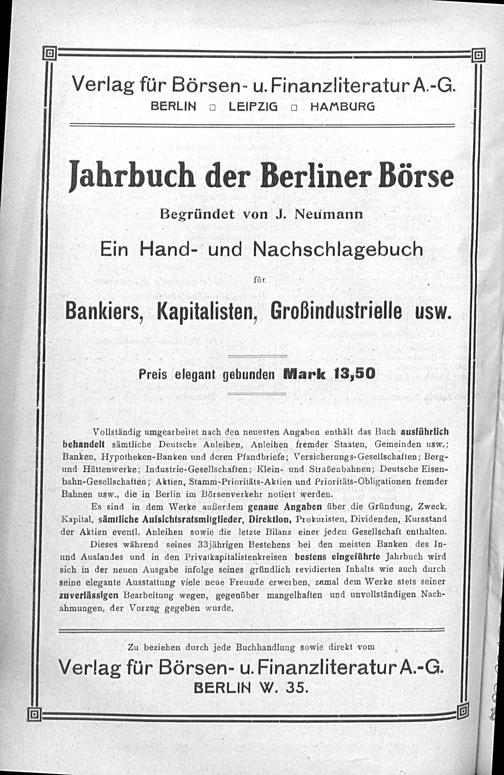 Verlag für Börsen- u. Finanzliteratur A.-G.
BERLIN □ LEIPZIG □ HAMBURG
Jahrbuch der Berliner Börse
Begründet von J. Neumann
Ein Hand- und Nachschlagebuch
für
Bankiers, Kapitalisten, Großindustrielle usw.
Preis elegant gebunden Mark 13,50
Vollständig umgearbeitet nach den neuesten Angaben enthält das Buch ausführlich
behandelt sämtliche Deutsche Anleihen, Anleihen fremder Staaten, Gemeinden usw.;
Banken, Hypotheken-Banken und deren Pfandbriefe; Versicherungs-Gesellschaften; Berg-
und Hüttenwerke; Industrie-Gesellschaften; Klein- und Straßenbahnen; Deutsche Eisen-
bahn-Gesellschaften; Aktien, Stamm-Prioritäts-Aktien und Prioritäts-Obligationen fremder
Bahnen usw., die in Berlin im Börsenverkehr notiert werden.
Es sind in dem Werke außerdem genaue Angaben über die Gründung, Zweck,
Kapital, sämtliche Aufsichtsratsmitglieder, Direktion, Prokuristen, Dividenden, Kursstand
der Aktien eventl. Anleihen sowie die letzte Bilanz einer jeden Gesellschaft enthalten.
Dieses während seines 33jährigen Bestehens bei den meisten Banken des In-
und Auslandes und in den Privatkapitalistenkreisen bestens eingeführte Jahrbuch wird
sich in der neuen Ausgabe infolge seines gründlich revidierten Inhalts wie auch durch
seine elegante Ausstattung viele neue Freunde erwerben, zumal dem Werke stets seiner
zuverlässigen Bearbeitung wegen, gegenüber mangelhaften und unvollständigen Nach-
ahmungen, der Vorzug gegeben wurde.
Zu beziehen durch jede Buchhandlung sowie direkt vom
Verlag für Börsen- u. Finanzliteratur A.-G.
BERLIN W. 35.